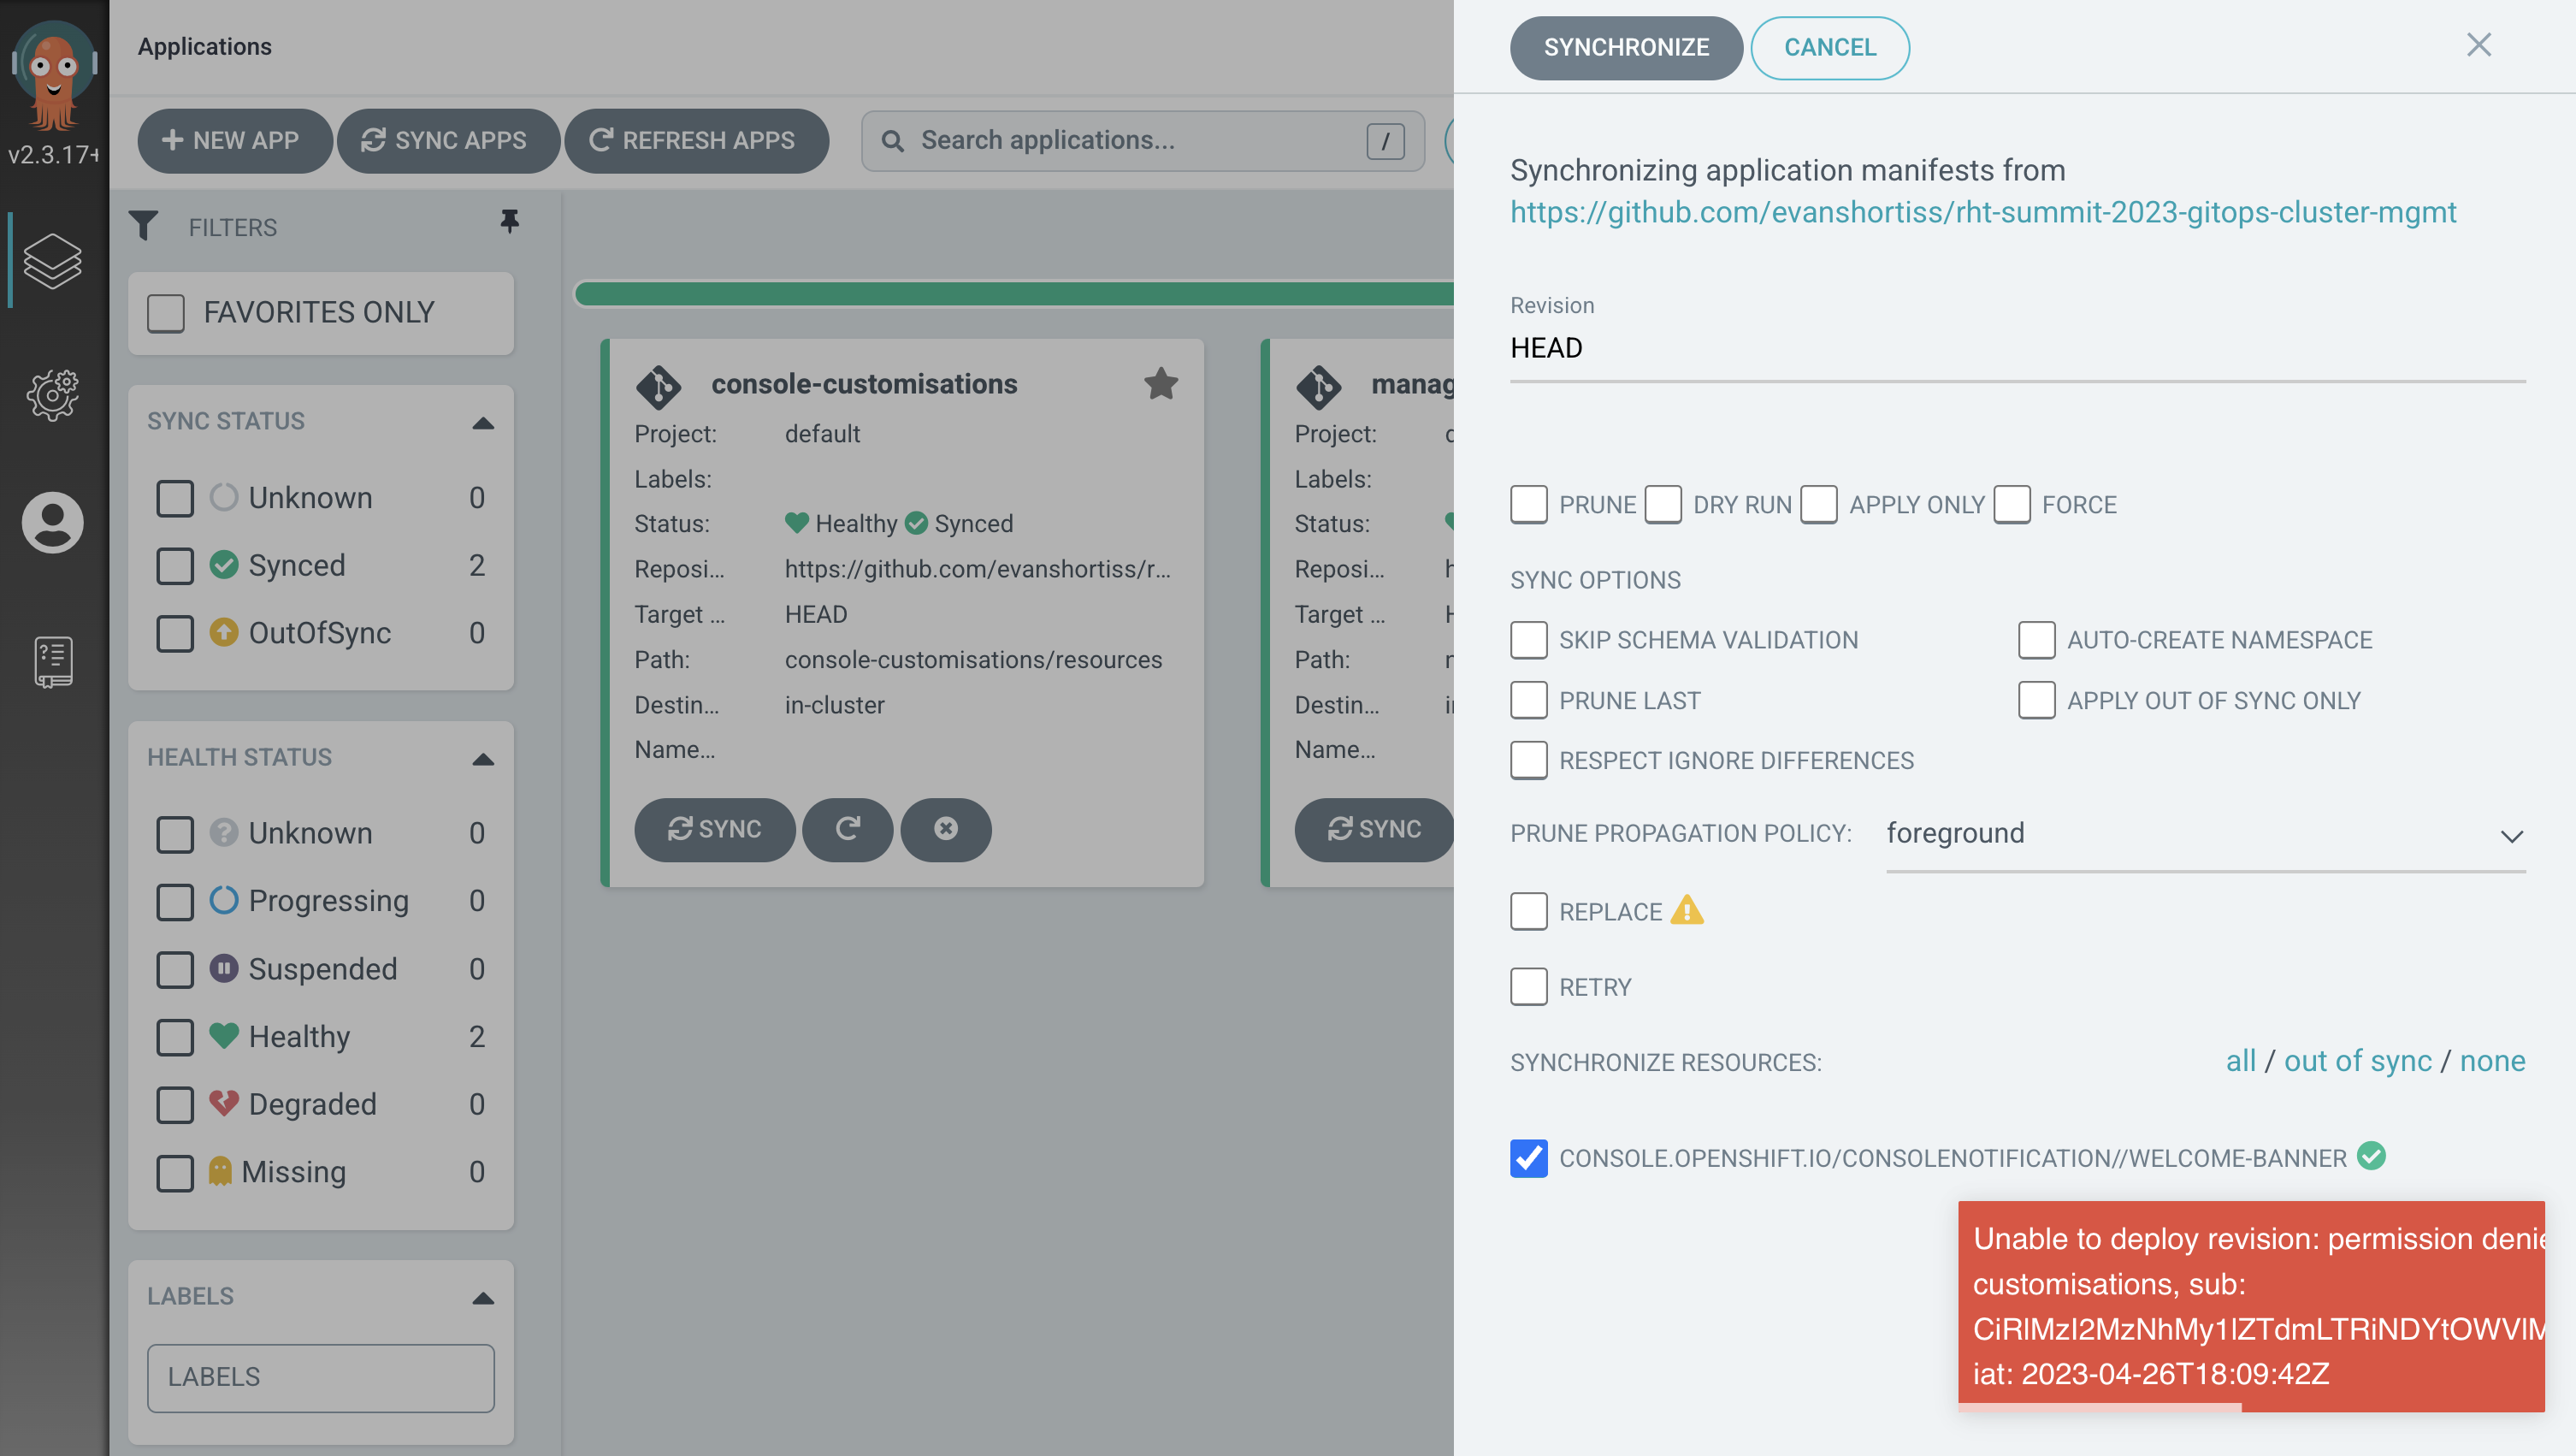 v2.3.17+
Applications
NEW APP
SYNC APPS
REFRESH APPS
Search applications...
/
FILTERS
FAVORITES ONLY
SYNC STATUS
Unknown 0
Synced 2
OutOfSync 0
HEALTH STATUS
Unknown 0
Progressing 0
Suspended 0
Healthy 2
Degraded 0
Missing 0
LABELS
LABELS
console-customisations
Project: default
Labels:
Status: Healthy Synced
Reposi... https://github.com/evanshortiss/r...
Target ... HEAD
Path: console-customisations/resources
Destin... in-cluster
Name...
SYNC
manag
Project:
Labels:
Status:
Reposi...
Target ...
Path:
Destin...
Name...
SYNC
SYNCHRONIZE
CANCEL
Synchronizing application manifests from
https://github.com/evanshortiss/rht-summit-2023-gitops-cluster-mgmt
Revision
HEAD
PRUNE DRY RUN APPLY ONLY FORCE
SYNC OPTIONS
SKIP SCHEMA VALIDATION AUTO-CREATE NAMESPACE
PRUNE LAST APPLY OUT OF SYNC ONLY
RESPECT IGNORE DIFFERENCES
PRUNE PROPAGATION POLICY: foreground
REPLACE
RETRY
SYNCHRONIZE RESOURCES: all / out of sync / none
CONSOLE.OPENSHIFT.IO/CONSOLENOTIFICATION//WELCOME-BANNER
Unable to deploy revision: permission denie
customisations, sub:
iat: 2023-04-26T18:09:42Z